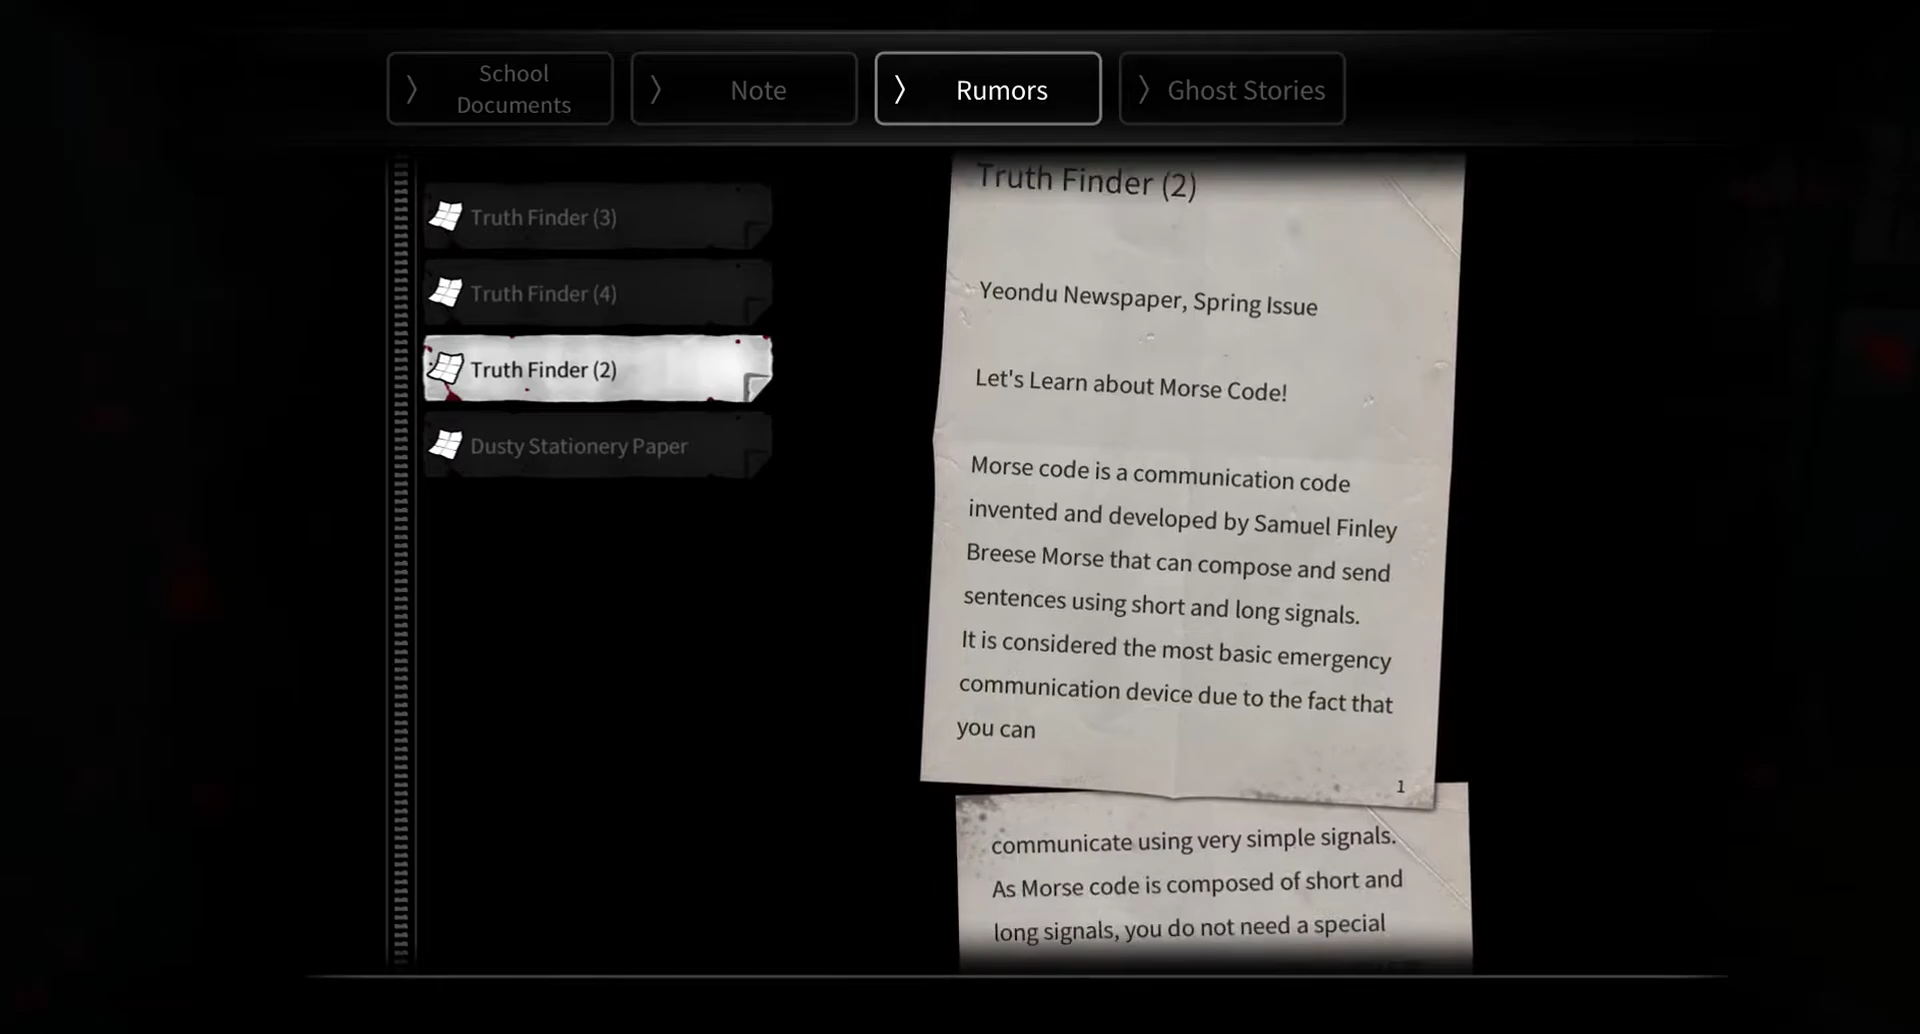 School
Documents
Note
Rumors
Ghost Stories
Truth Finder (3)
Truth Finder (4)
Truth Finder (2)
Dusty Stationery Paper
Truth Finder (2)
Yeondu Newspaper, Spring Issue
Let's Learn about Morse Code!
Morse code is a communication code
invented and developed by Samuel Finley
Breese Morse that can compose and send
sentences using short and long signals.
It is considered the most basic emergency
communication device due to the fact that
you can
1
communicate using very simple signals.
As Morse code is composed of short and
long signals, you do not need a special